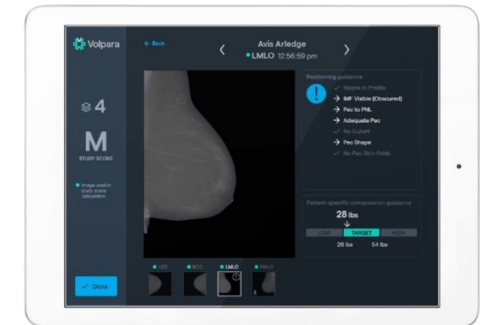 Volpara
← Back
Avis Arledge
LMLO 12:56:59 pm
4
M
STUDY SCORE
Image used in
study score
calculation
✓ Done
Positioning guidance
✓ Nipple in Profile
→ IMF Visible (Obscured)
→ Pec to PNL
→ Adequate Pec
✓ No Cutoff
→ Pec Shape
✓ No Pec Skin Folds
Patient-specific compression guidance
28 lbs
LOW TARGET HIGH
26 lbs 54 lbs
LCC RCC LMLO RMLO